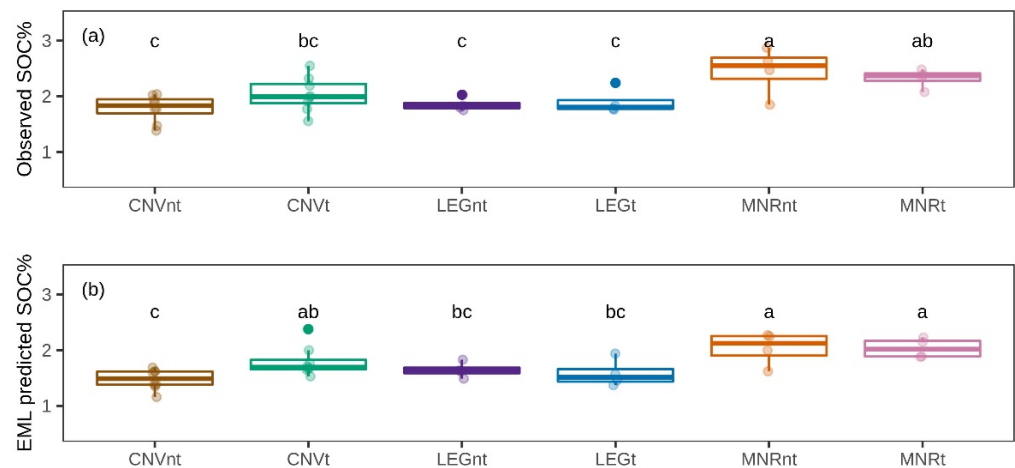 (a) c bc c c a ab
Observed SOC%
3
2
1
CNVnt CNVt LEGnt LEGt MNRnt MNRt
(b) c ab bc bc a a
EML predicted SOC%
3
2
1
CNVnt CNVt LEGnt LEGt MNRnt MNRt